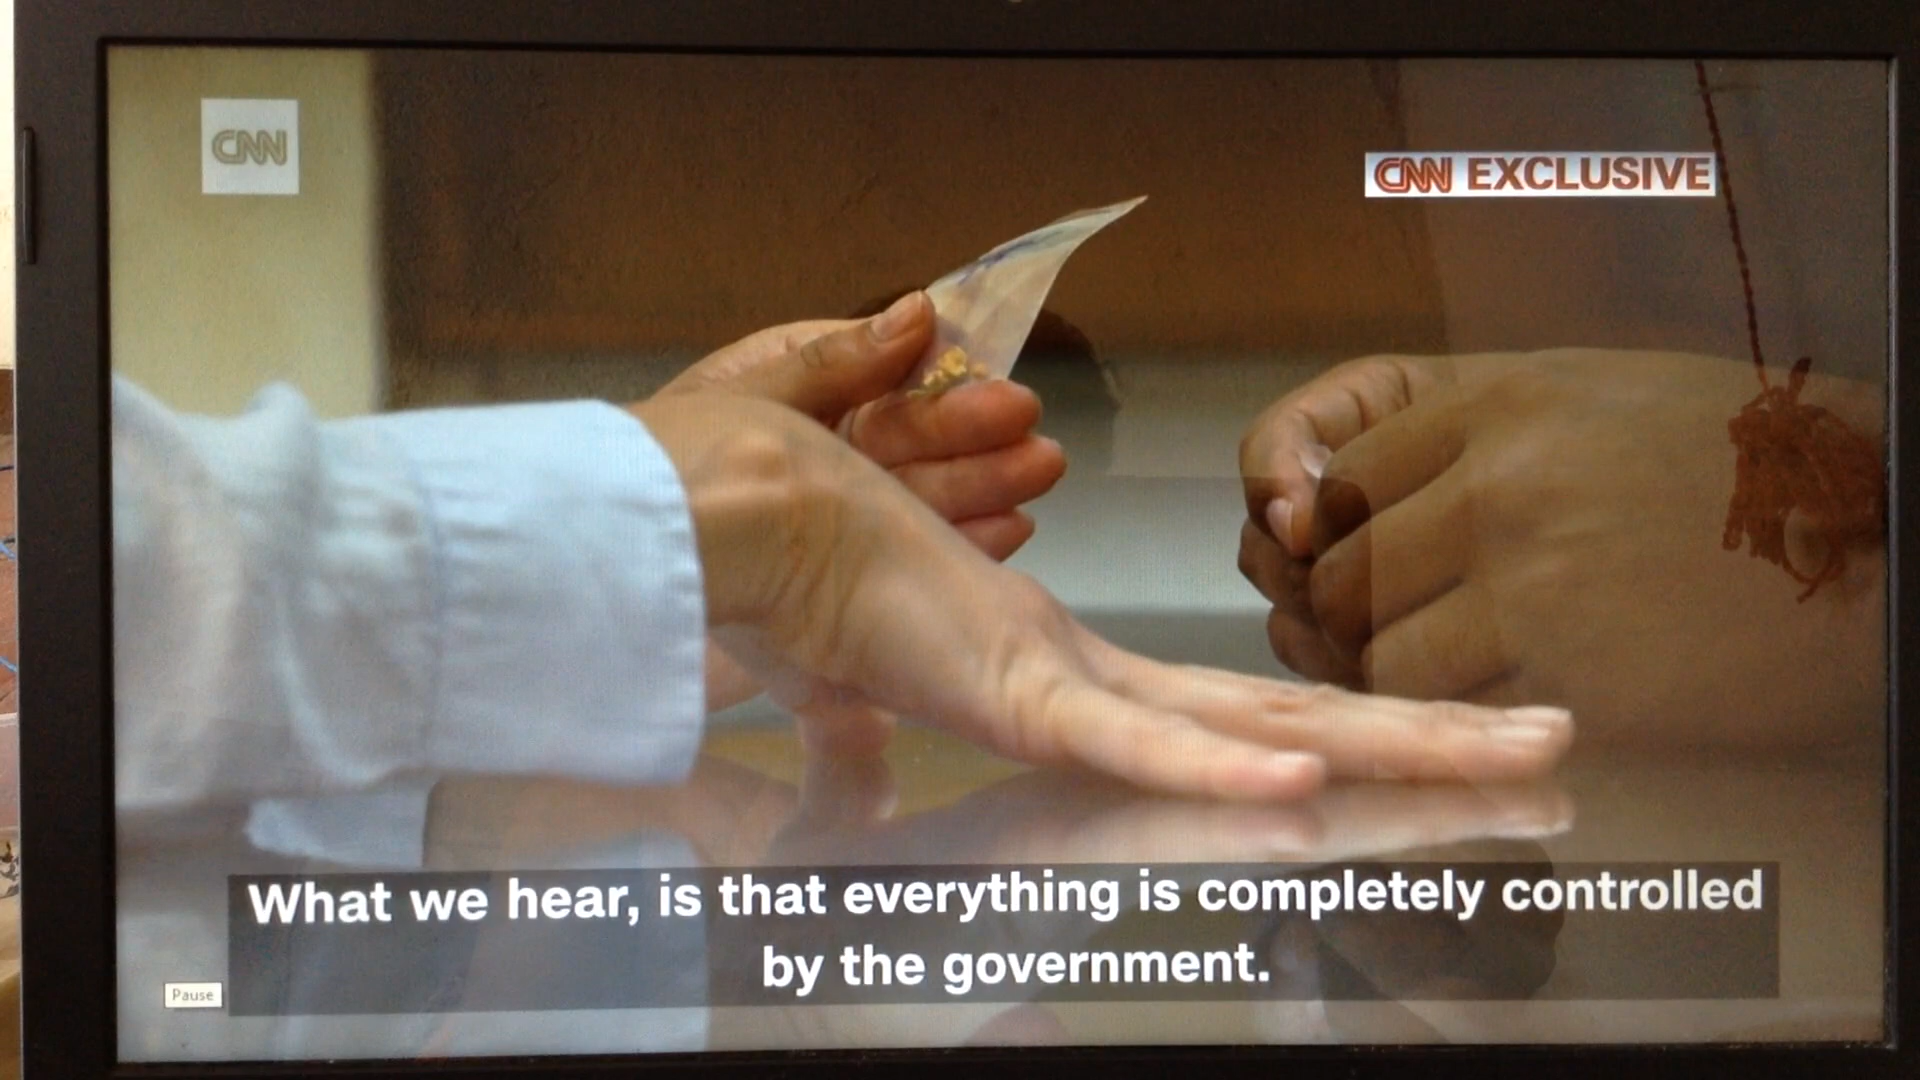 CNN
CNN EXCLUSIVE
What we hear, is that everything is completely controlled
by the government.
Pause